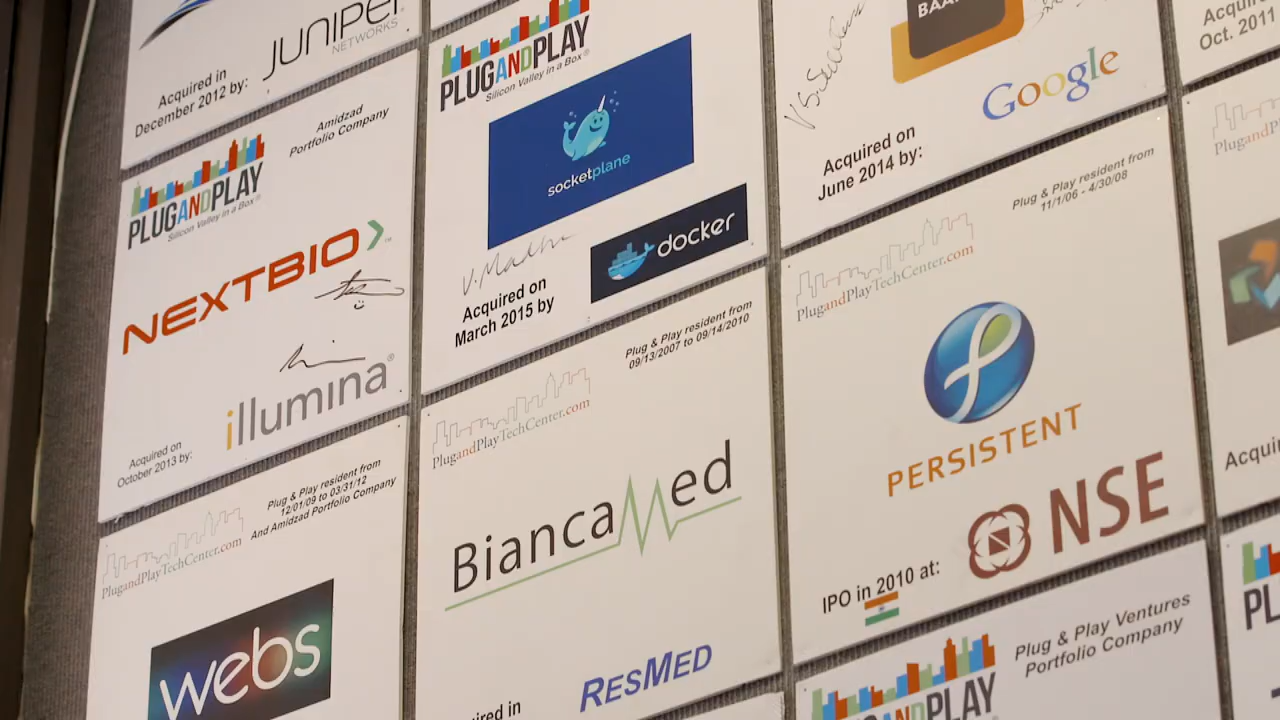 JUNIPER
NETWORKS
Acquired in
December 2012 by:
PLUGANDPLAY
Silicon Valley in a Box®
Amidzad
Portfolio Company
NEXTBIO
™
illumina®
Acquired on
October 2013 by:
PlugandPlayTechCenter.com
Plug & Play resident from
12/01/09 to 03/31/12
And Amidzad Portfolio Company
webs
PLUGANDPLAY
Silicon Valley in a Box®
socketplane
docker
Acquired on
March 2015 by
PlugandPlayTechCenter.com
Plug & Play resident from
09/13/2007 to 09/14/2010
BiancaMed
RESMED
Google
Acquired on
June 2014 by:
PlugandPlayTechCenter.com
Plug & Play resident from
11/1/06 - 4/30/08
PERSISTENT
NSE
IPO in 2010 at:
PLUGANDPLAY
Plug & Play Ventures
Portfolio Company
Oct. 2011